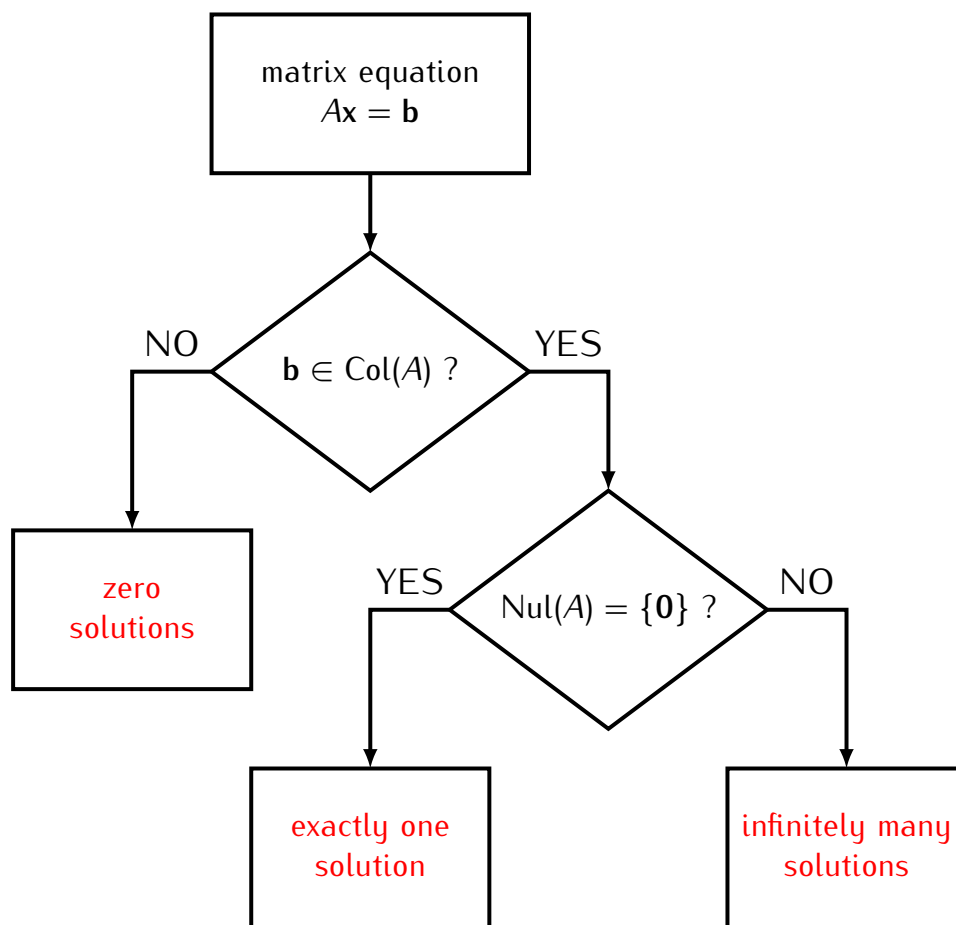 matrix equation
Ax = b
NO
YES
b ∈ Col(A) ?
zero
solutions
YES
NO
Nul(A) = {0} ?
exactly one
solution
infinitely many
solutions